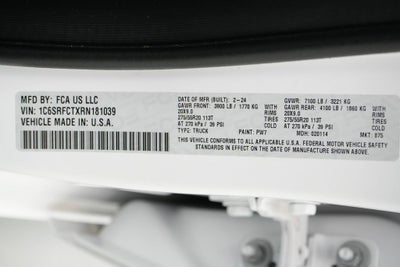 MFD BY: FCA US LLC
VIN: 1C6SRFCTXRN181039
VEHICLE MADE IN: U.S.A.
DATE OF MFR (BUILT): 2-24 GVWR: 7100 LB / 3221 KG
GAWR FRONT: 3900 LB / 1770 KG WITH GAWR REAR: 4100 LB / 1860 KG WITH
20X9.0 RIMS 20X9.0 RIMS
275/55R20 113T TIRES 275/55R20 113T TIRES
AT 270 kPa / 39 PSI COLD AT 270 kPa / 39 PSI COLD
TYPE: TRUCK PAINT: PW7 MDH: 020114 MKT: 075
THIS VEHICLE CONFORMS TO ALL APPLICABLE U.S.A. FEDERAL MOTOR VEHICLE
SAFETY STANDARDS IN EFFECT ON THE DATE OF MANUFACTURE SHOWN ABOVE